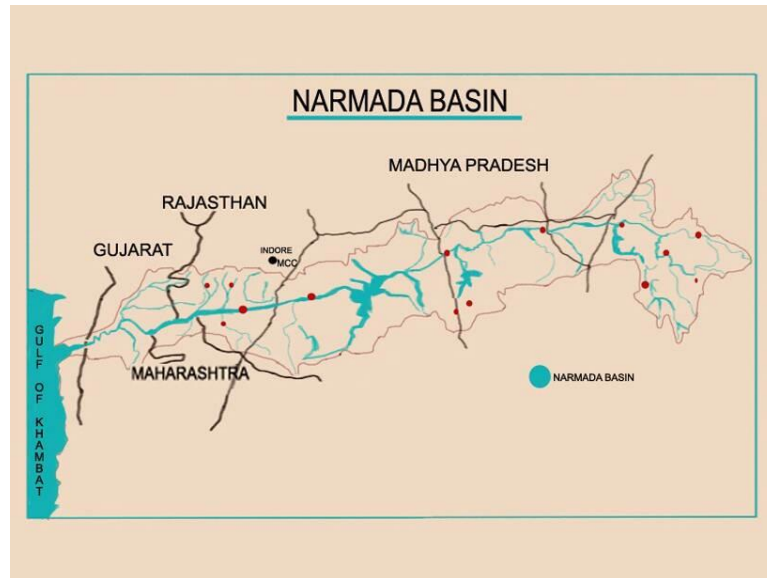 NARMADA BASIN
MADHYA PRADESH
RAJASTHAN
GUJARAT
INDORE
MCC
GULF OF KHAMBAT
MAHARASHTRA
NARMADA BASIN